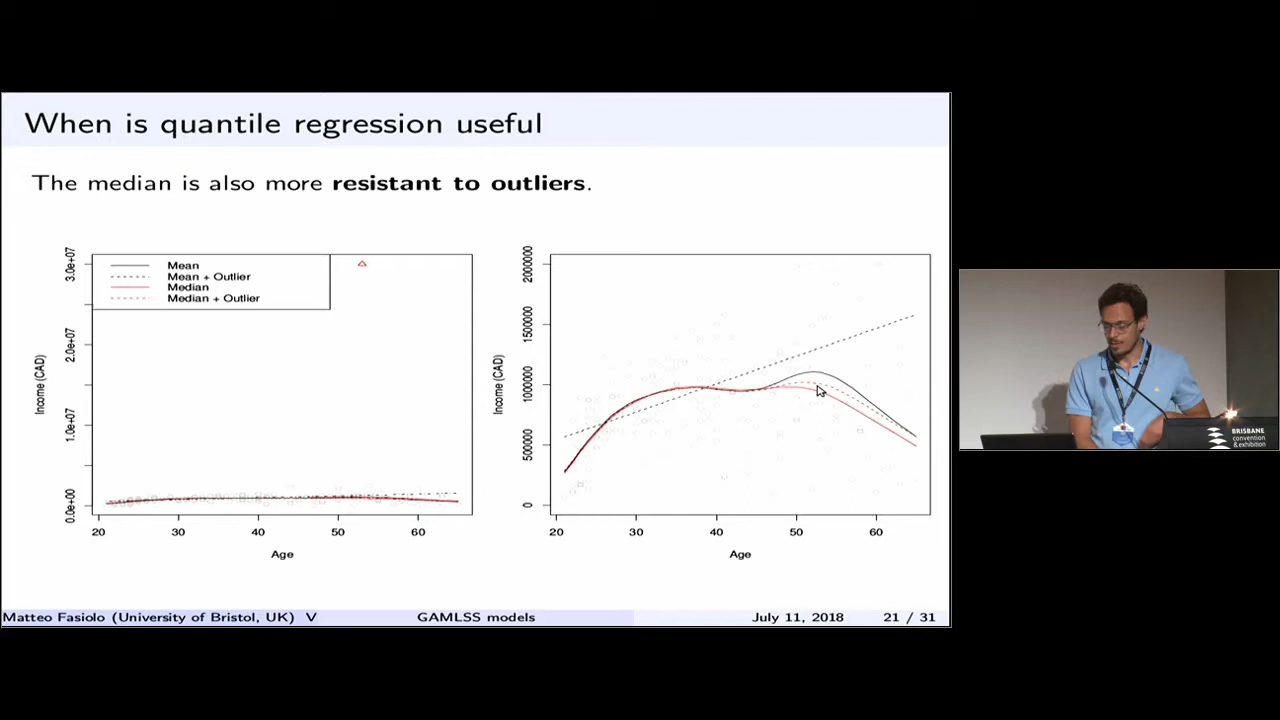 When is quantile regression useful
The median is also more resistant to outliers.
Income (CAD)
0.0e+00
1.0e+07
2.0e+07
3.0e+07
Mean
Mean + Outlier
Median
Median + Outlier
20 30 40 50 60
Age
Income (CAD)
0
500000
1000000
1500000
2000000
20 30 40 50 60
Age
Matteo Fasiolo (University of Bristol, UK) V GAMLSS models July 11, 2018 21 / 31
BRISBANE
convention
& exhibition